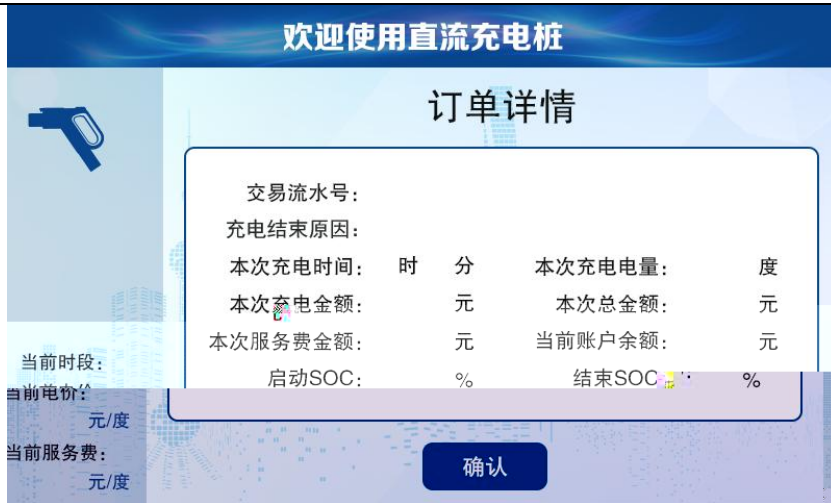 欢迎使用直流充电桩
订单详情
交易流水号:
充电结束原因:
本次充电时间: 时 分 本次充电电量: 度
本次充电金额: 元 本次总金额: 元
本次服务费金额: 元 当前账户余额: 元
启动SOC: % 结束SOC: %
当前时段:
当前电价:
元/度
当前服务费:
元/度
确认